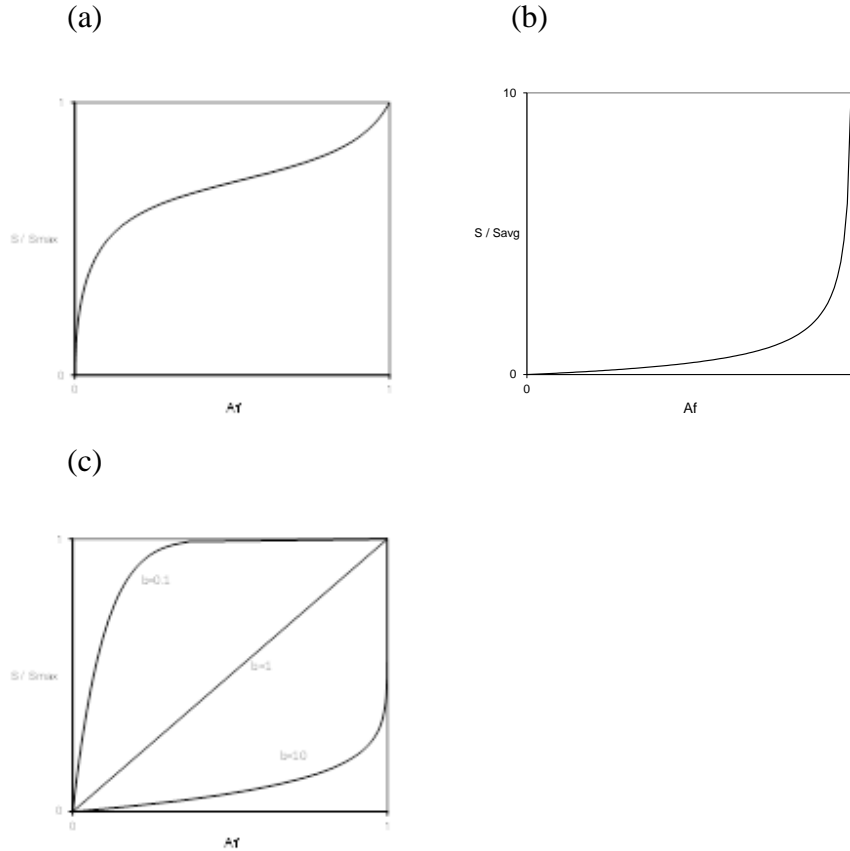 (a)
(b)
1
S / Smax
0
0
1
Af
10
S / Savg
0
0
Af
(c)
1
b=0.1
b=1
S / Smax
b=10
0
0
1
Af